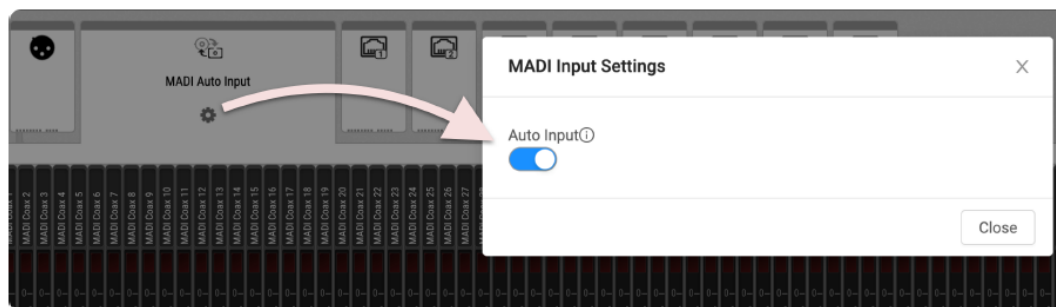 MADI Auto Input
1
2
MADI Input Settings
Auto Input
Close
MADI Coax 2
MADI Coax 3
MADI Coax 4
MADI Coax 5
MADI Coax 6
MADI Coax 7
MADI Coax 8
MADI Coax 9
MADI Coax 10
MADI Coax 11
MADI Coax 12
MADI Coax 13
MADI Coax 14
MADI Coax 15
MADI Coax 16
MADI Coax 17
MADI Coax 18
MADI Coax 19
MADI Coax 20
MADI Coax 21
MADI Coax 22
MADI Coax 23
MADI Coax 24
MADI Coax 25
MADI Coax 26
MADI Coax 27